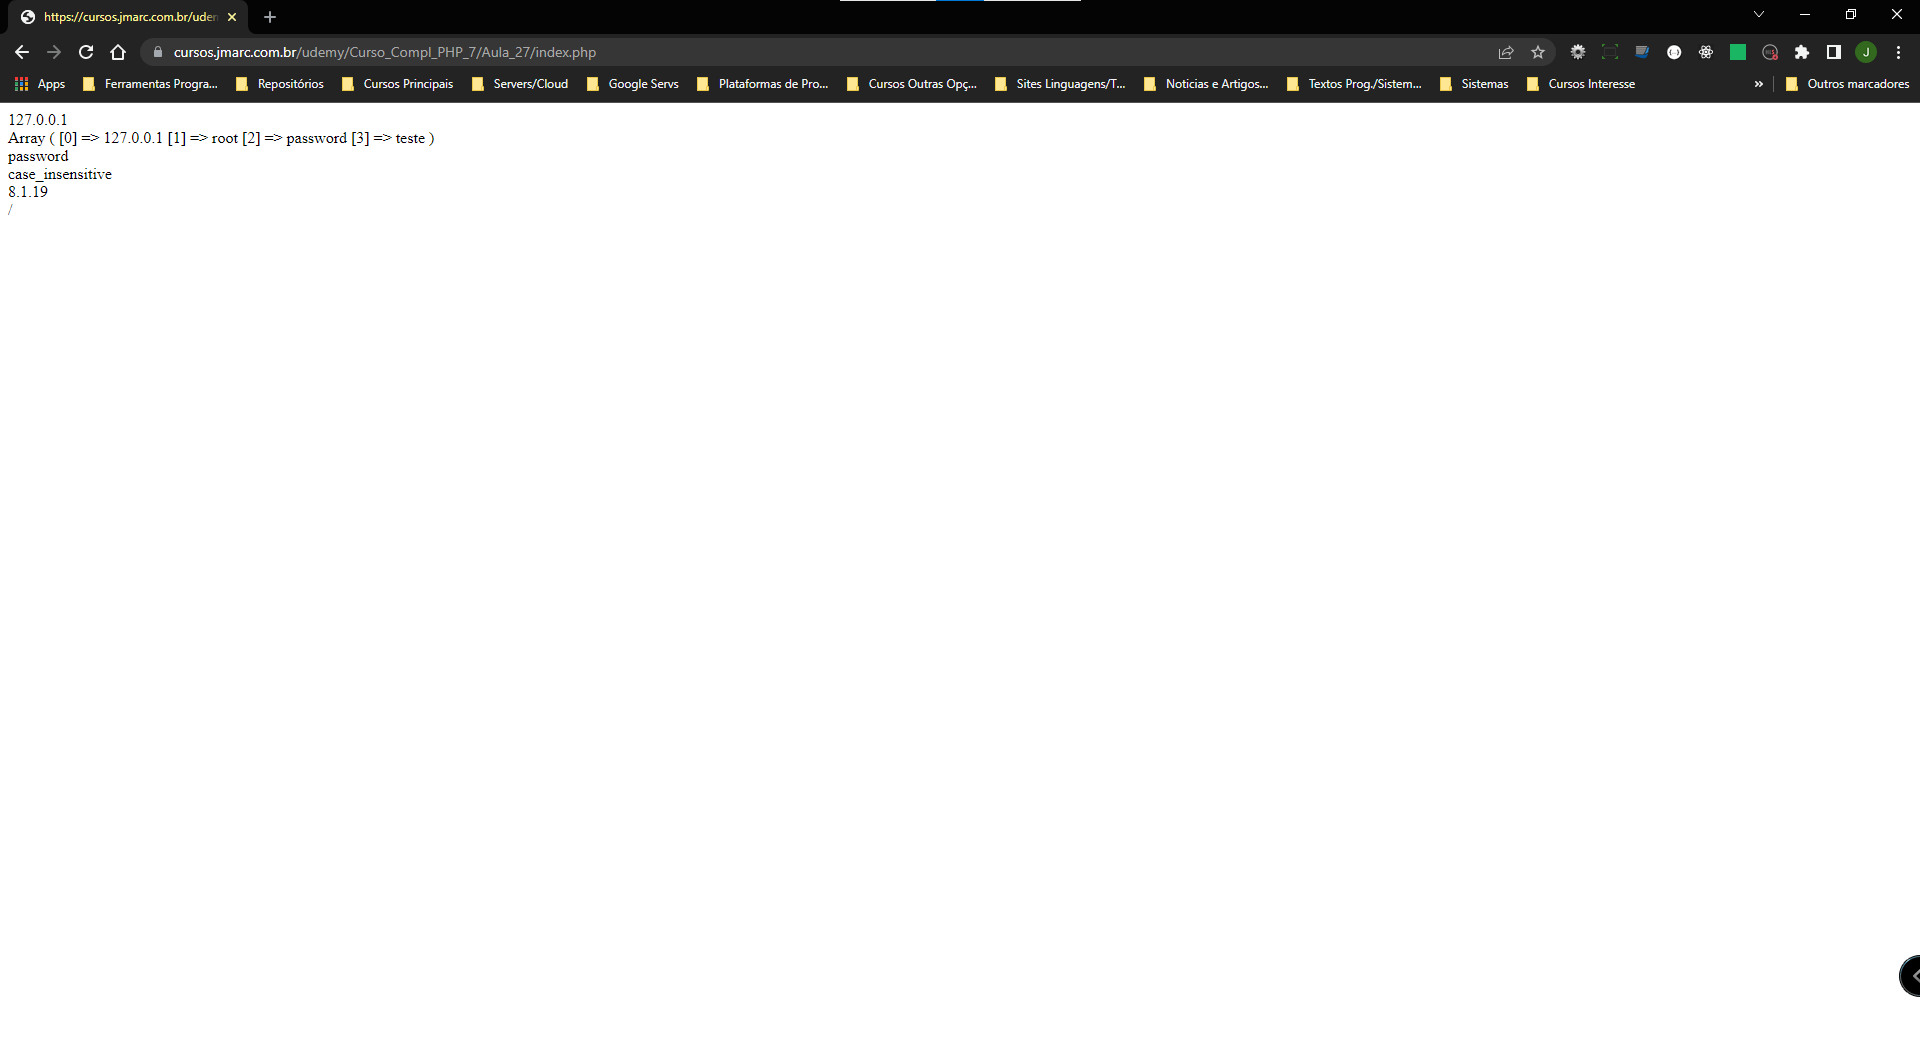 https://cursos.jmarc.com.br/uder
cursos.jmarc.com.br/udemy/Curso_Compl_PHP_7/Aula_27/index.php
J
Apps Ferramentas Progra... Repositórios Cursos Principais Servers/Cloud Google Servs Plataformas de Pro... Cursos Outras Opç... Sites Linguagens/T... Noticias e Artigos... Textos Prog./Sistem... Sistemas Cursos Interesse » Outros marcadores
127.0.0.1
Array ( [0] => 127.0.0.1 [1] => root [2] => password [3] => teste )
password
case_insensitive
8.1.19
/